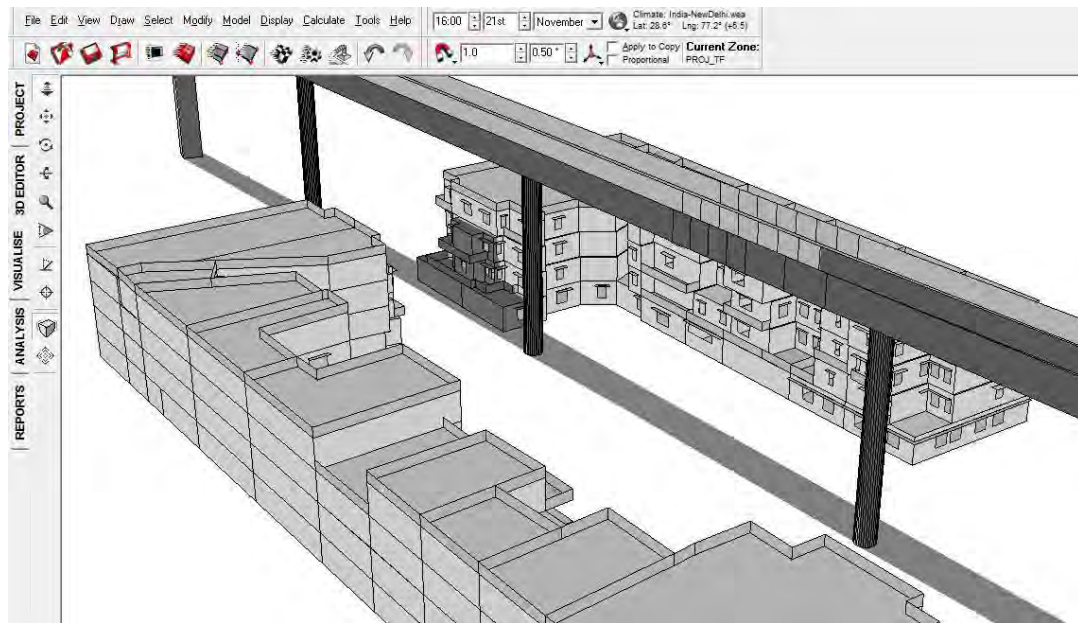 File Edit View Draw Select Modify Model Display Calculate Tools Help
16:00 21st November
Climate: India-NewDelhi.wea
Lat: 28.6° Lng: 77.2° (+5.5)
1.0 0.50 °
Apply to Copy
Proportional
Current Zone:
PROJ_TF
PROJECT
3D EDITOR
VISUALISE
ANALYSIS
REPORTS